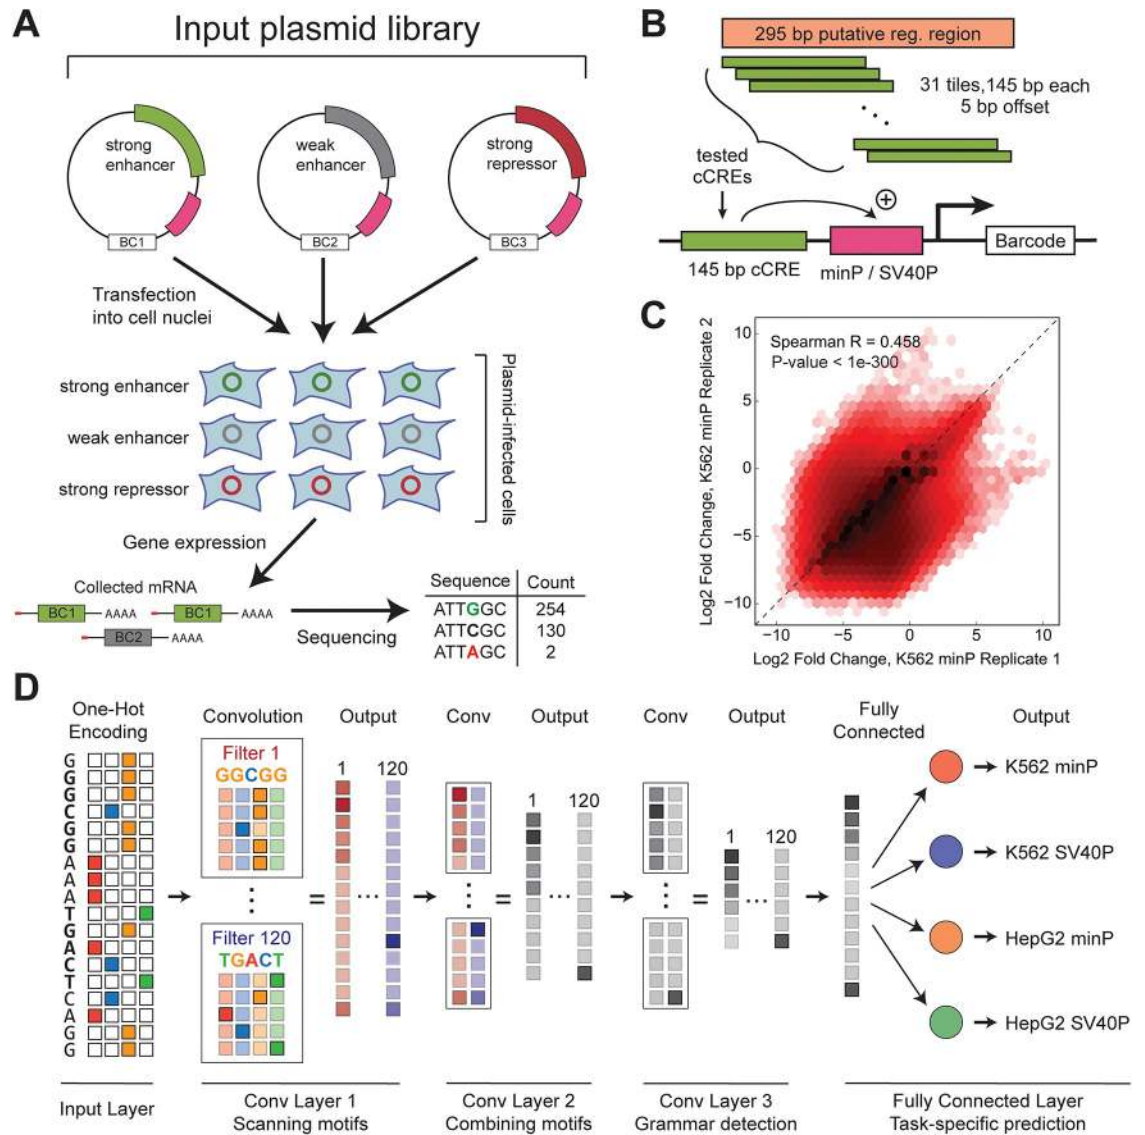 A
Input plasmid library
strong
enhancer
weak
enhancer
strong
repressor
BC1
BC2
BC3
Transfection
into cell nuclei
strong enhancer
weak enhancer
strong repressor
Plasmid-infected cells
Gene expression
Collected mRNA
BC1
AAAA
BC1
AAAA
BC2
AAAA
Sequencing
Sequence Count
ATTGGC 254
ATTCGC 130
ATTAGC 2
B
295 bp putative reg. region
31 tiles,145 bp each
5 bp offset
tested
cCREs
+
145 bp cCRE
minP / SV40P
Barcode
C
Spearman R = 0.458
P-value < 1e-300
Log2 Fold Change, K562 minP Replicate 2
10
5
0
−5
−10
−10 −5 0 5 10
Log2 Fold Change, K562 minP Replicate 1
D
One-Hot
Encoding
G
G
G
C
G
G
A
A
A
T
G
A
C
T
C
A
G
G
Input Layer
Convolution
Filter 1
GGCGG
Filter 120
TGACT
=
Output
1 120
...
Conv Layer 1
Scanning motifs
Conv
=
Output
1 120
...
Conv Layer 2
Combining motifs
Conv
=
Output
1 120
...
Conv Layer 3
Grammar detection
Fully
Connected
Output
K562 minP
K562 SV40P
HepG2 minP
HepG2 SV40P
Fully Connected Layer
Task-specific prediction